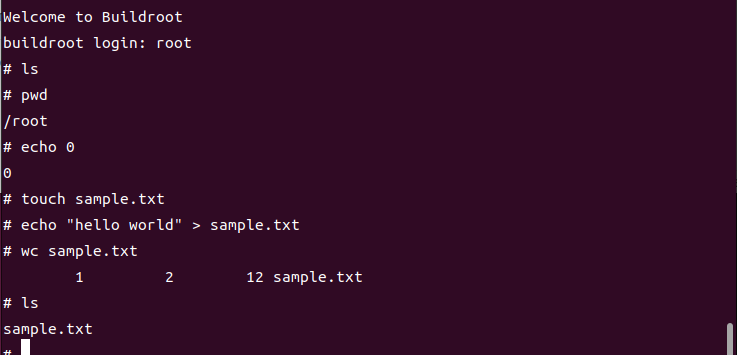 Welcome to Buildroot
buildroot login: root
# ls
# pwd
/root
# echo 0
0
# touch sample.txt
# echo "hello world" > sample.txt
# wc sample.txt
        1         2        12 sample.txt
# ls
sample.txt
#